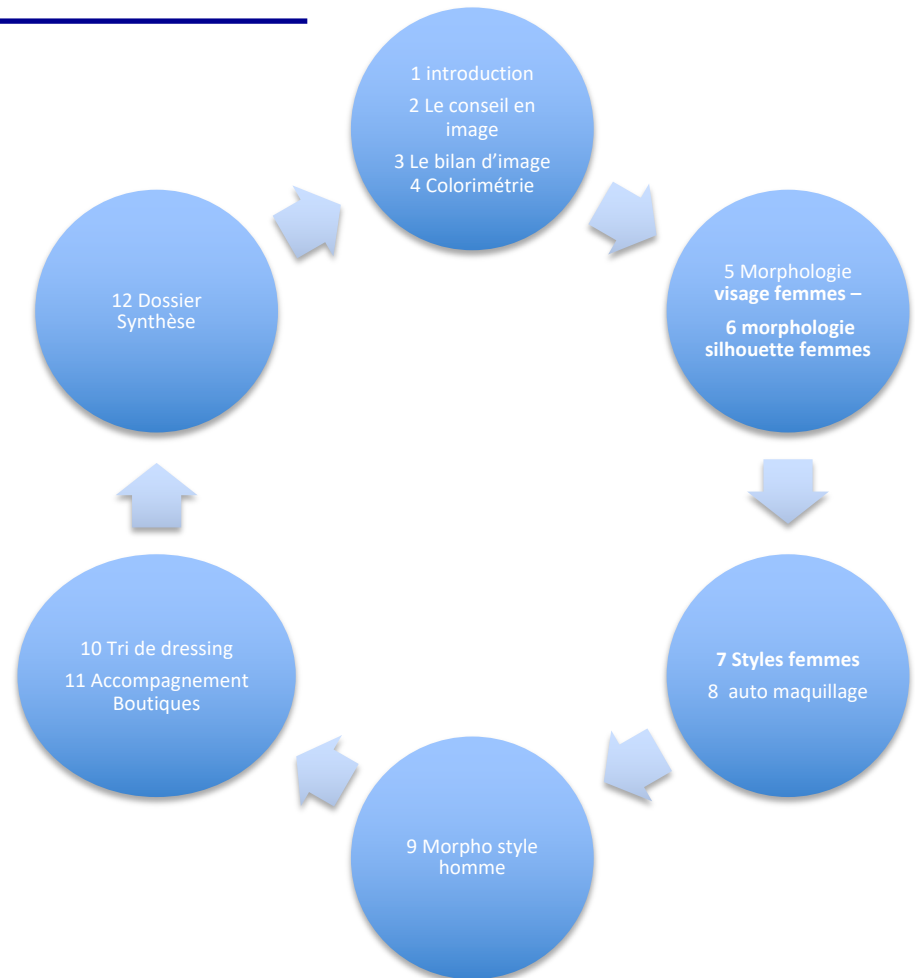 1 introduction
2 Le conseil en
image
3 Le bilan d’image
4 Colorimétrie
5 Morphologie
visage femmes –
6 morphologie
silhouette femmes
7 Styles femmes
8 auto maquillage
9 Morpho style
homme
10 Tri de dressing
11 Accompagnement
Boutiques
12 Dossier
Synthèse